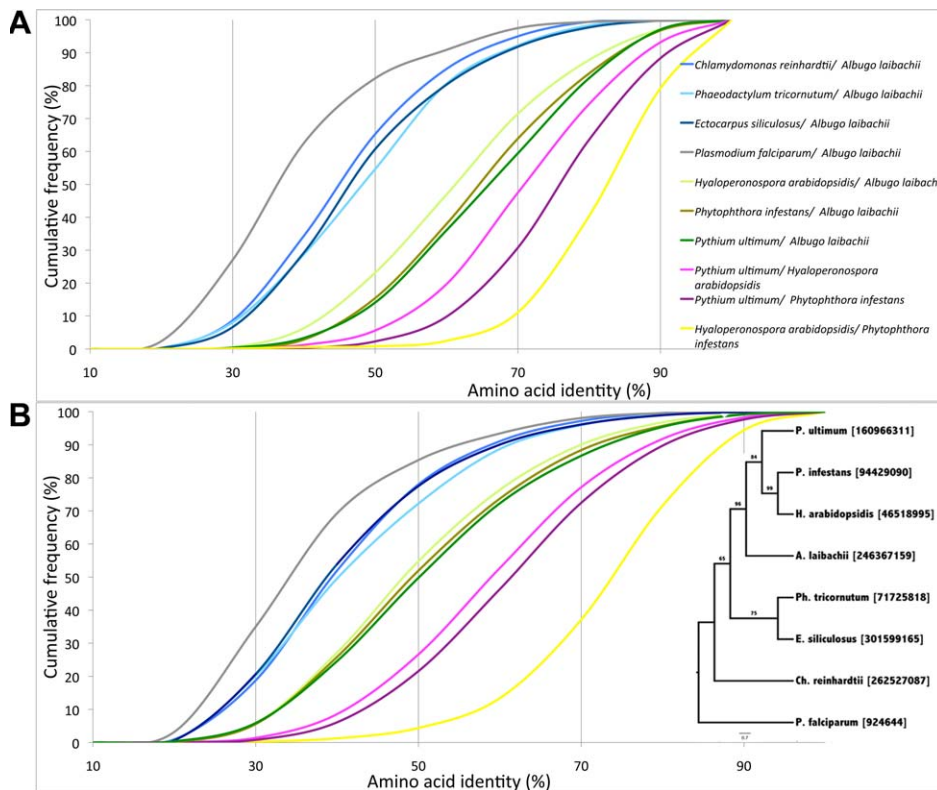 A
100
90
80
70
60
50
40
30
20
10
0
Cumulative frequency (%)
10
30
50
70
90
Amino acid identity (%)
Chlamydomonas reinhardtii/ Albugo laibachii
Phaeodactylum tricornutum/ Albugo laibachii
Ectocarpus siliculosus/ Albugo laibachii
Plasmodium falciparum/ Albugo laibachii
Hyaloperonospora arabidopsidis/ Albugo laibach
Phytophthora infestans/ Albugo laibachii
Pythium ultimum/ Albugo laibachii
Pythium ultimum/ Hyaloperonospora
arabidopsidis
Pythium ultimum/ Phytophthora infestans
Hyaloperonospora arabidopsidis/ Phytophthora
infestans
B
100
90
80
70
60
50
40
30
20
10
0
Cumulative frequency (%)
10
30
50
70
90
Amino acid identity (%)
P. ultimum [160966311]
P. infestans [94429090]
H. arabidopsidis [46518995]
A. laibachii [246367159]
Ph. tricornutum [71725818]
E. siliculosus [301599165]
Ch. reinhardtii [262527087]
P. falciparum [924644]
96
65
75